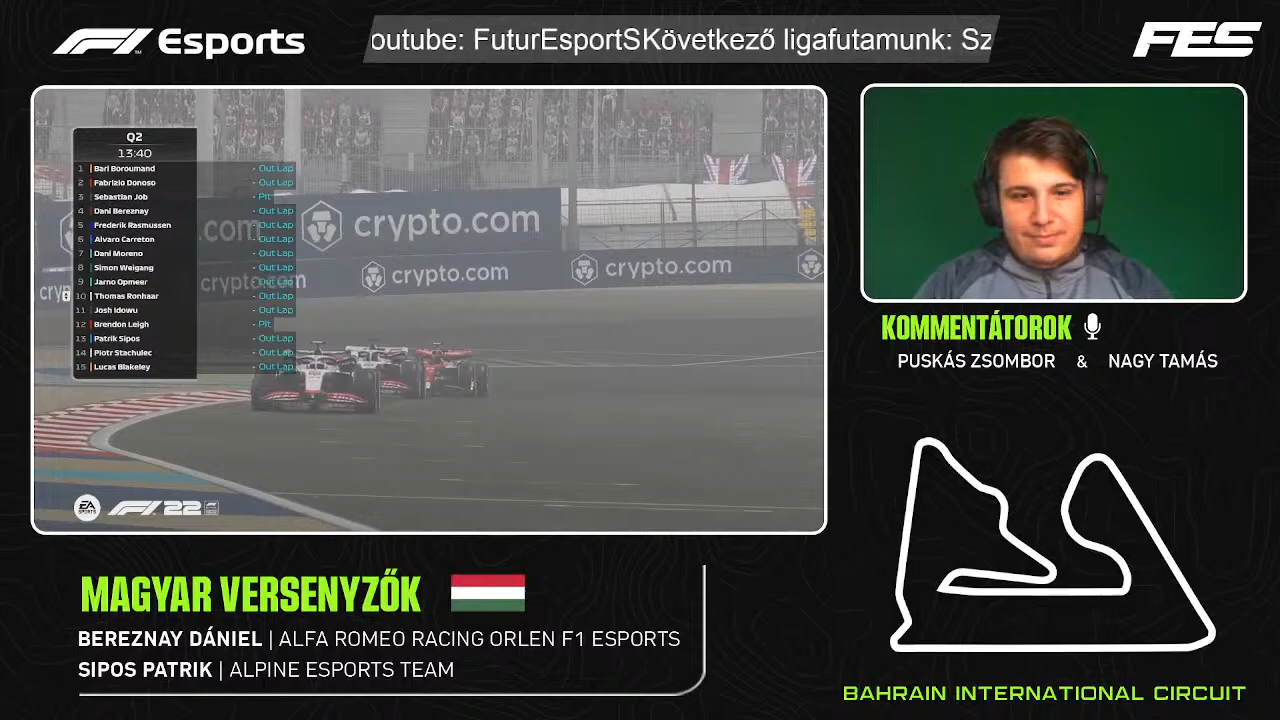 F1 Esports
outube: FuturEsportSKövetkező ligafutamunk: Sz
FES
Q2
13:40
1 Bari Boroumand - Out Lap
2 Fabrizio Donoso - Out Lap
3 Sebastian Job - Pit
4 Dani Bereznay - Out Lap
5 Frederik Rasmussen - Out Lap
6 Alvaro Carreton - Out Lap
7 Dani Moreno - Out Lap
8 Simon Weigang - Out Lap
9 Jarno Opmeer - Out Lap
10 Thomas Ronhaar - Out Lap
11 Josh Idowu - Out Lap
12 Brendon Leigh - Pit
13 Patrik Sipos - Out Lap
14 Piotr Stachulec - Out Lap
15 Lucas Blakeley - Out Lap
.com
crypto.com
cryp
crypto.com
crypto.com
crypto.com
EA SPORTS
F1 22
KOMMENTÁTOROK
PUSKÁS ZSOMBOR & NAGY TAMÁS
MAGYAR VERSENYZŐK
BEREZNAY DÁNIEL | ALFA ROMEO RACING ORLEN F1 ESPORTS
SIPOS PATRIK | ALPINE ESPORTS TEAM
BAHRAIN INTERNATIONAL CIRCUIT